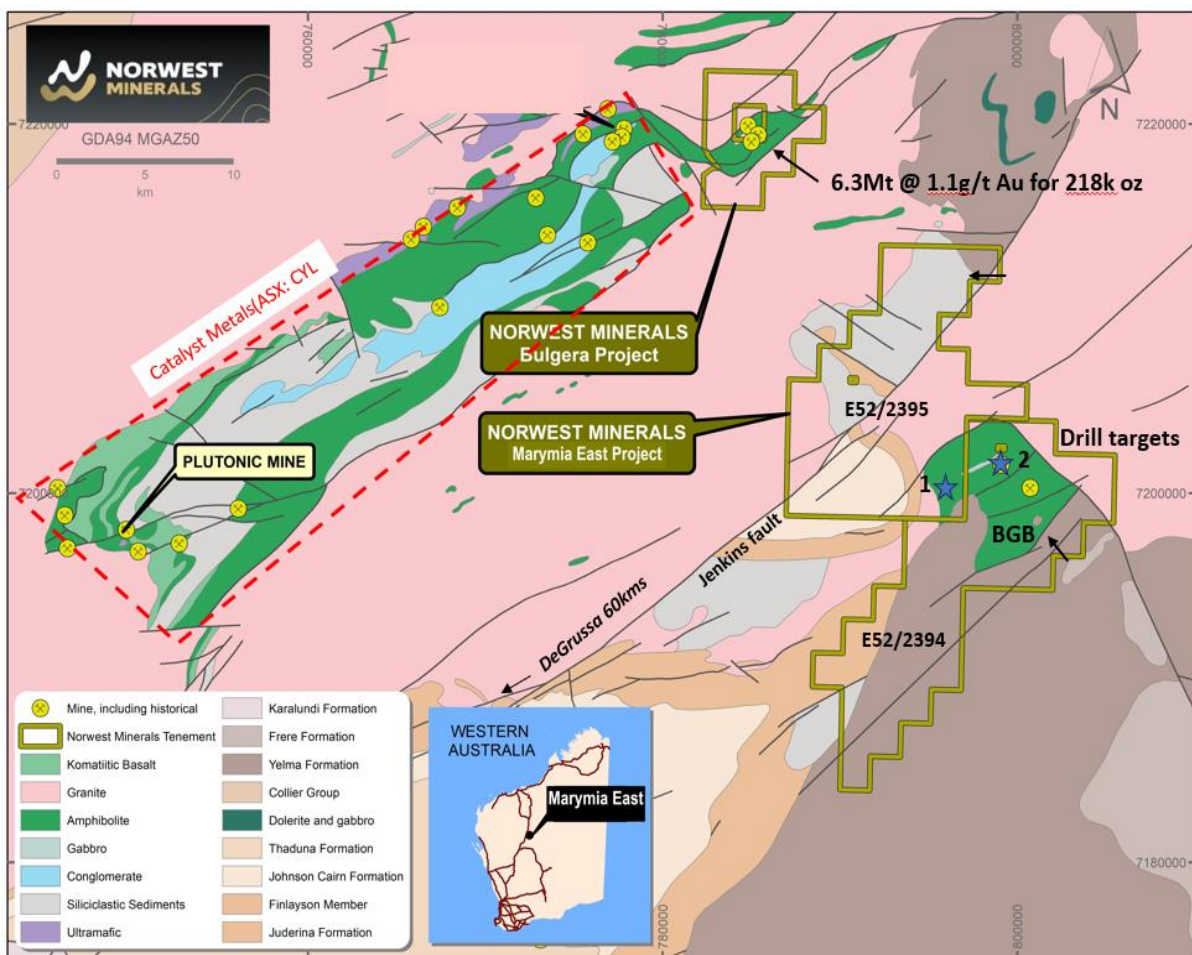 NORWEST
MINERALS
GDA94 MGAZ50
0 5 10
km
760000
780000
800000
N
7220000
7220000
6.3Mt @ 1.1g/t Au for 218k oz
Catalyst Metals(ASX: CYL
NORWEST MINERALS
Bulgera Project
NORWEST MINERALS
Marymia East Project
E52/2395
Drill targets
PLUTONIC MINE
1
2
7200000
7200000
BGB
Jenkins fault
DeGrussa 60kms
E52/2394
7180000
780000
800000
Mine, including historical
Norwest Minerals Tenement
Komatiitic Basalt
Granite
Amphibolite
Gabbro
Conglomerate
Siliciclastic Sediments
Ultramafic
Karalundi Formation
Frere Formation
Yelma Formation
Collier Group
Dolerite and gabbro
Thaduna Formation
Johnson Cairn Formation
Finlayson Member
Juderina Formation
WESTERN
AUSTRALIA
Marymia East